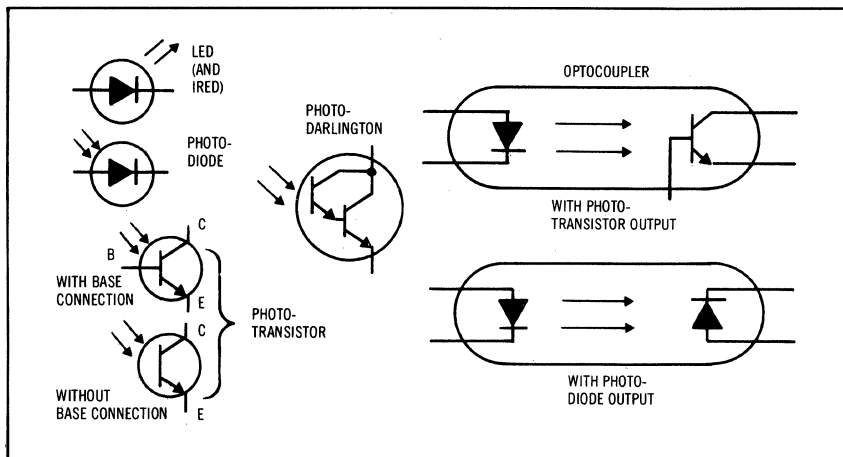 LED
(AND
IRED)
PHOTO-
DIODE
C
B
WITH BASE
CONNECTION
E
PHOTO-
TRANSISTOR
C
WITHOUT
BASE CONNECTION
E
PHOTO-
DARLINGTON
OPTOCOUPLER
WITH PHOTO-
TRANSISTOR OUTPUT
WITH PHOTO-
DIODE OUTPUT